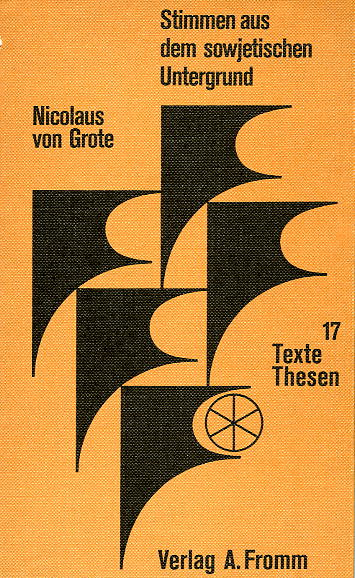 Stimmen aus
dem sowjetischen
Untergrund
Nicolaus
von Grote
17
Texte
Thesen
Verlag A. Fromm